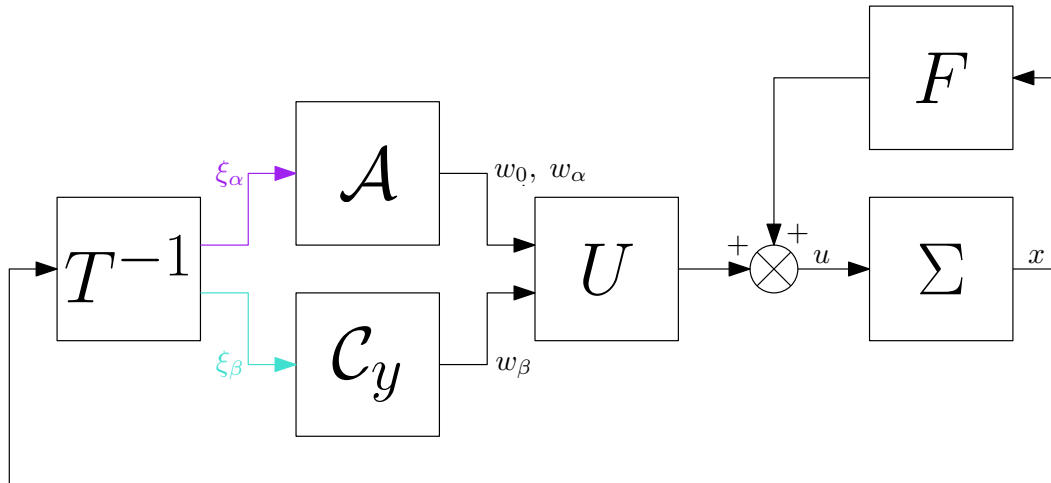 F
ξ_α
𝒜
w_0, w_α
T^{-1}
U
+
+
u
Σ
x
ξ_β
𝒞_y
w_β